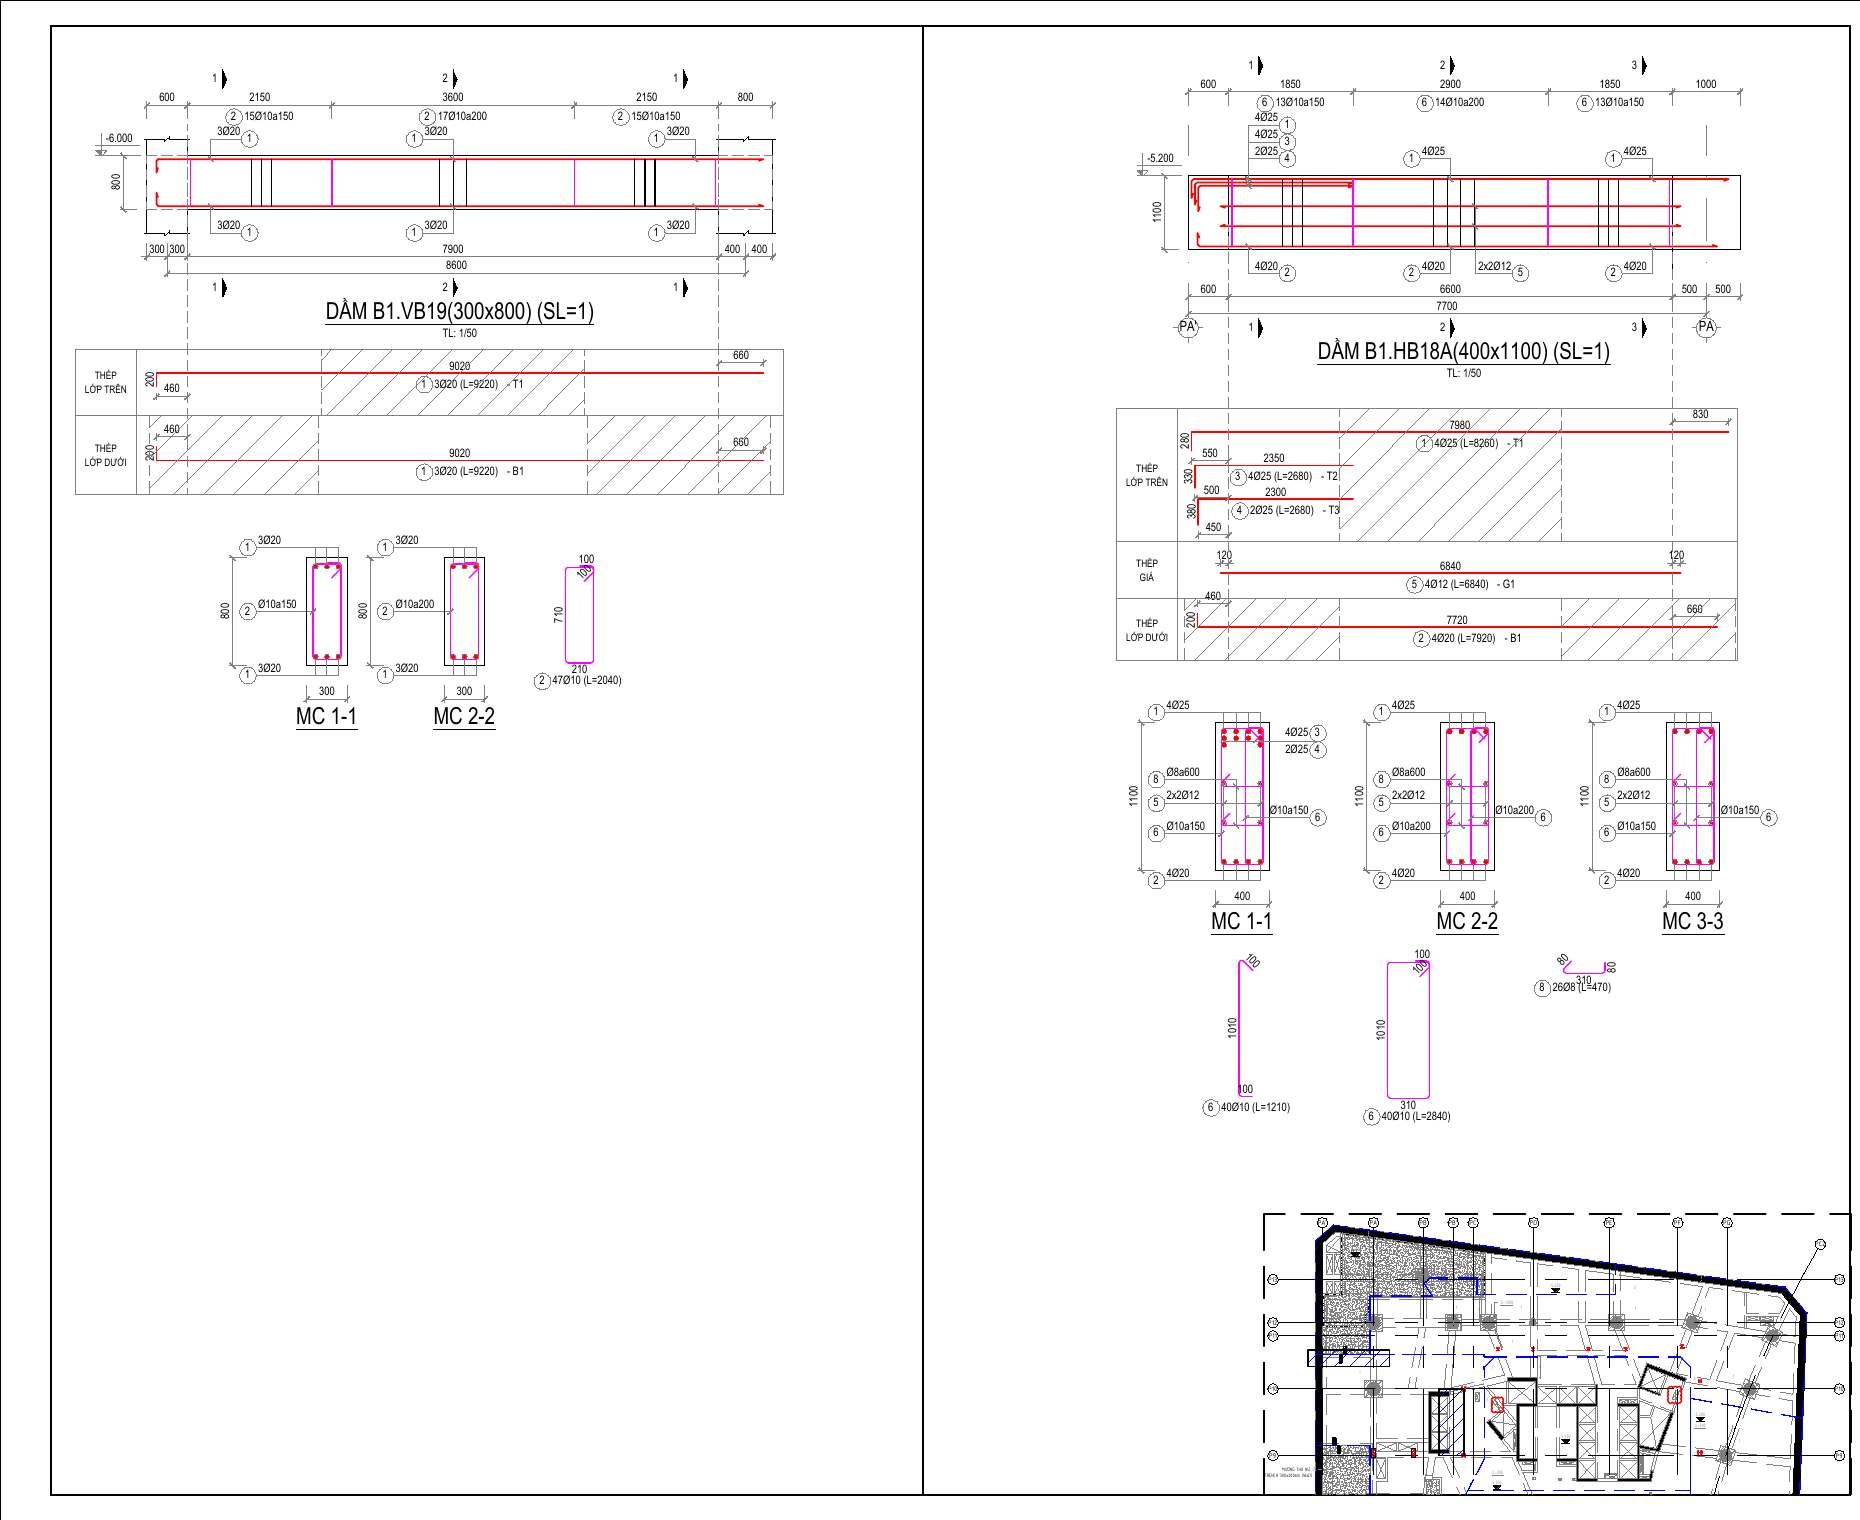 1 2 1
600 2150 3600 2150 800
2 15Ø10a150 2 17Ø10a200 2 15Ø10a150
-6.000 3Ø20 1 1 3Ø20 1 3Ø20
800
3Ø20 1 1 3Ø20 1 3Ø20
300 300 7900 400 400
8600
1 2 1
DẦM B1.VB19(300x800) (SL=1)
TL: 1/50
THÉP
LỚP TRÊN
200 460 9020 660
1 3Ø20 (L=9220) - T1
THÉP
LỚP DƯỚI
200 460 9020 660
1 3Ø20 (L=9220) - B1
1 3Ø20 1 3Ø20
800 2 Ø10a150 800 2 Ø10a200
1 3Ø20 1 3Ø20
300 300
MC 1-1 MC 2-2
100
100
710
210
2 47Ø10 (L=2040)
1 2 3
600 1850 2900 1850 1000
6 13Ø10a150 6 14Ø10a200 6 13Ø10a150
4Ø25 1
4Ø25 3
2Ø25 4
1 4Ø25 1 4Ø25
-5.200
1100
4Ø20 2 2 4Ø20 2x2Ø12 5 2 4Ø20
600 6600 500 500
7700
PA' 1 2 3 PA
DẦM B1.HB18A(400x1100) (SL=1)
TL: 1/50
THÉP
LỚP TRÊN
280 7980 830
1 4Ø25 (L=8260) - T1
550 330 2350
3 4Ø25 (L=2680) - T2
500 380 2300
4 2Ø25 (L=2680) - T3
450
THÉP
GIÁ
120 6840 120
5 4Ø12 (L=6840) - G1
THÉP
LỚP DƯỚI
460 200 7720 660
2 4Ø20 (L=7920) - B1
1 4Ø25 1 4Ø25 1 4Ø25
4Ø25 3
2Ø25 4
8 Ø8a600 8 Ø8a600 8 Ø8a600
1100 5 2x2Ø12 1100 5 2x2Ø12 1100 5 2x2Ø12
Ø10a150 6 Ø10a200 6 Ø10a150 6
6 Ø10a150 6 Ø10a200 6 Ø10a150
2 4Ø20 2 4Ø20 2 4Ø20
400 400 400
MC 1-1 MC 2-2 MC 3-3
100
1010
100
6 40Ø10 (L=1210)
100
100
1010
310
6 40Ø10 (L=2840)
80 310 80
8 26Ø8 (L=470)